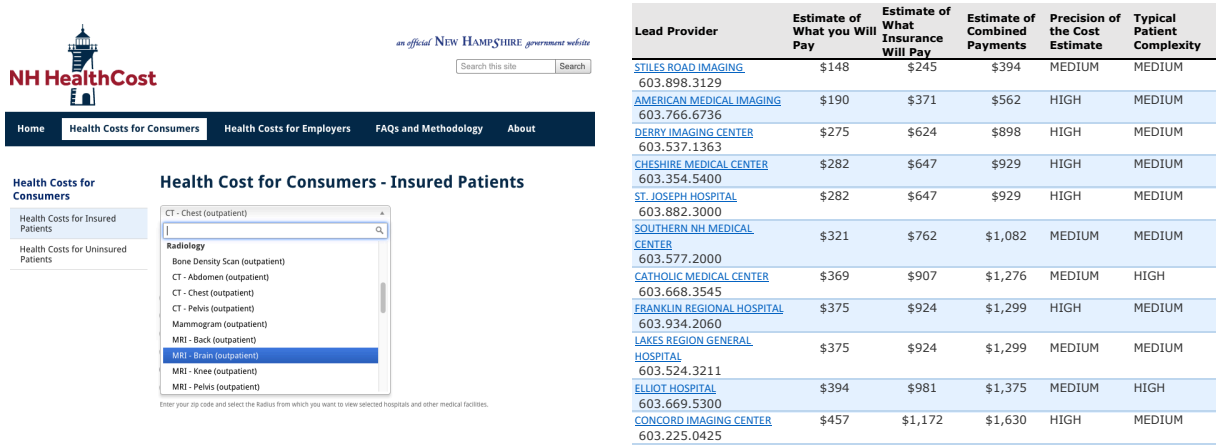 an official NEW HAMPSHIRE government website
NH HealthCost
Search this site Search
Home Health Costs for Consumers Health Costs for Employers FAQs and Methodology About
Health Costs for
Consumers
Health Costs for Insured
Patients
Health Costs for Uninsured
Patients
Health Cost for Consumers - Insured Patients
CT - Chest (outpatient)
Radiology
Bone Density Scan (outpatient)
CT - Abdomen (outpatient)
CT - Chest (outpatient)
CT - Pelvis (outpatient)
Mammogram (outpatient)
MRI - Back (outpatient)
MRI - Brain (outpatient)
MRI - Knee (outpatient)
MRI - Pelvis (outpatient)
Enter your zip code and select the Radius from which you want to view selected hospitals and other medical facilities.
Lead Provider
Estimate of
What you Will
Pay
Estimate of
What
Insurance
Will Pay
Estimate of
Combined
Payments
Precision of
the Cost
Estimate
Typical
Patient
Complexity
STILES ROAD IMAGING $148 $245 $394 MEDIUM MEDIUM
603.898.3129
AMERICAN MEDICAL IMAGING $190 $371 $562 HIGH MEDIUM
603.766.6736
DERRY IMAGING CENTER $275 $624 $898 HIGH MEDIUM
603.537.1363
CHESHIRE MEDICAL CENTER $282 $647 $929 HIGH MEDIUM
603.354.5400
ST. JOSEPH HOSPITAL $282 $647 $929 HIGH MEDIUM
603.882.3000
SOUTHERN NH MEDICAL
CENTER $321 $762 $1,082 MEDIUM MEDIUM
603.577.2000
CATHOLIC MEDICAL CENTER $369 $907 $1,276 MEDIUM HIGH
603.668.3545
FRANKLIN REGIONAL HOSPITAL $375 $924 $1,299 HIGH MEDIUM
603.934.2060
LAKES REGION GENERAL
HOSPITAL $375 $924 $1,299 MEDIUM MEDIUM
603.524.3211
ELLIOT HOSPITAL $394 $981 $1,375 MEDIUM HIGH
603.669.5300
CONCORD IMAGING CENTER $457 $1,172 $1,630 HIGH MEDIUM
603.225.0425